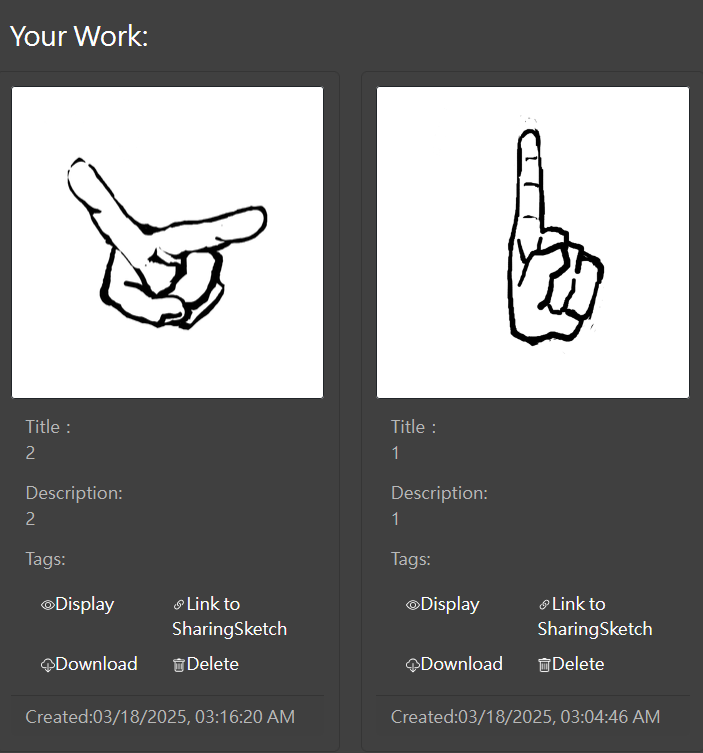 Your Work:
Title :
2
Description:
2
Tags:
Display
Link to
SharingSketch
Download
Delete
Created:03/18/2025, 03:16:20 AM
Title :
1
Description:
1
Tags:
Display
Link to
SharingSketch
Download
Delete
Created:03/18/2025, 03:04:46 AM